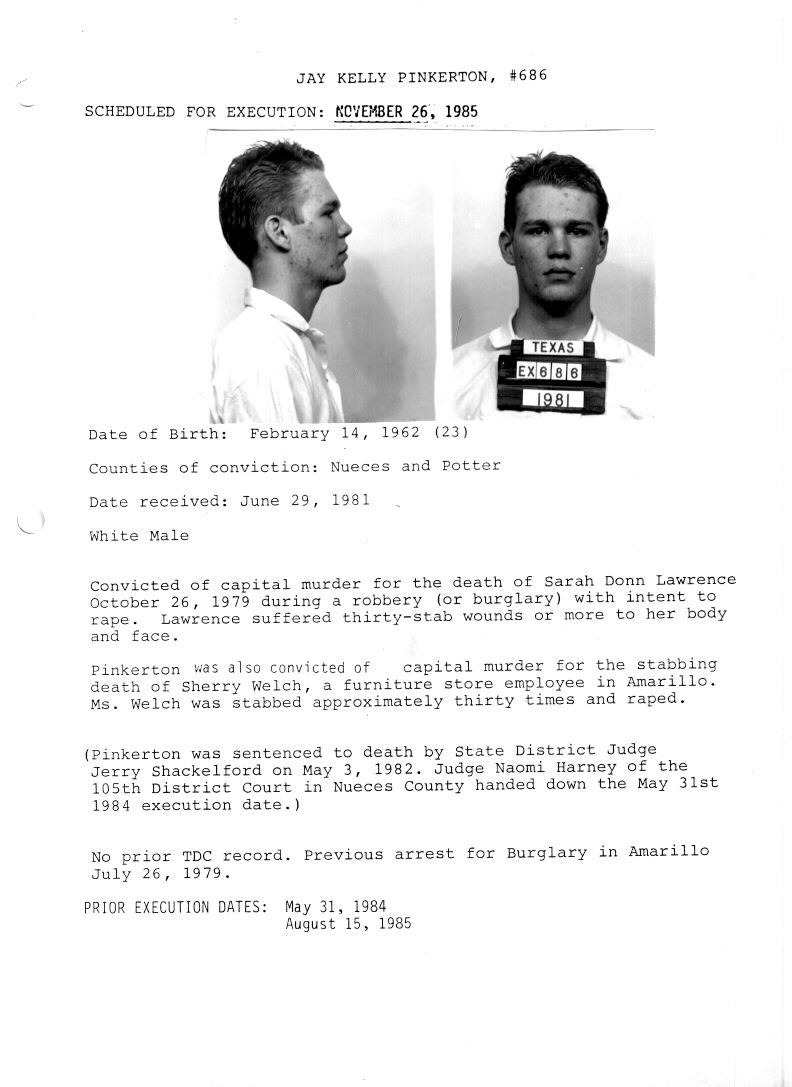 JAY KELLY PINKERTON, #686
SCHEDULED FOR EXECUTION: NOVEMBER 26, 1985
TEXAS
EX 6 8 6
1981
Date of Birth: February 14, 1962 (23)
Counties of conviction: Nueces and Potter
Date received: June 29, 1981
White Male
Convicted of capital murder for the death of Sarah Donn Lawrence
October 26, 1979 during a robbery (or burglary) with intent to
rape. Lawrence suffered thirty-stab wounds or more to her body
and face.
Pinkerton was also convicted of capital murder for the stabbing
death of Sherry Welch, a furniture store employee in Amarillo.
Ms. Welch was stabbed approximately thirty times and raped.
(Pinkerton was sentenced to death by State District Judge
Jerry Shackelford on May 3, 1982. Judge Naomi Harney of the
105th District Court in Nueces County handed down the May 31st
1984 execution date.)
No prior TDC record. Previous arrest for Burglary in Amarillo
July 26, 1979.
PRIOR EXECUTION DATES: May 31, 1984
August 15, 1985